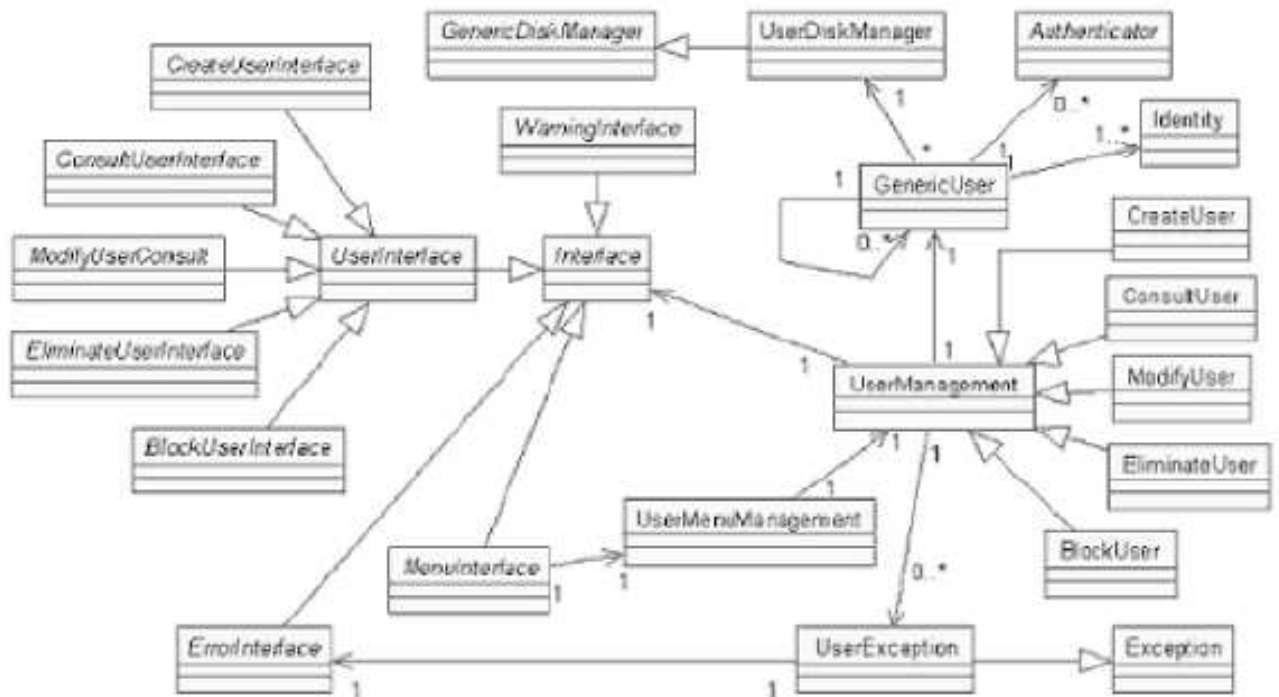 GenericDiskManager
UserDiskManager
Authenticator
CreateUserInterface
1
0..*
WarningInterface
Identity
1..*
ConsultUserInterface
*
1
1
GenericUser
CreateUser
0..*
1
ModifyUserConsult
UserInterface
Interface
ConsultUser
1
1
1
EliminateUserInterface
UserManagement
ModifyUser
BlockUserInterface
1
1
EliminateUser
1
UserMenuManagement
BlockUser
MenuInterface
1
1
0..*
ErrorInterface
UserException
Exception
1
1